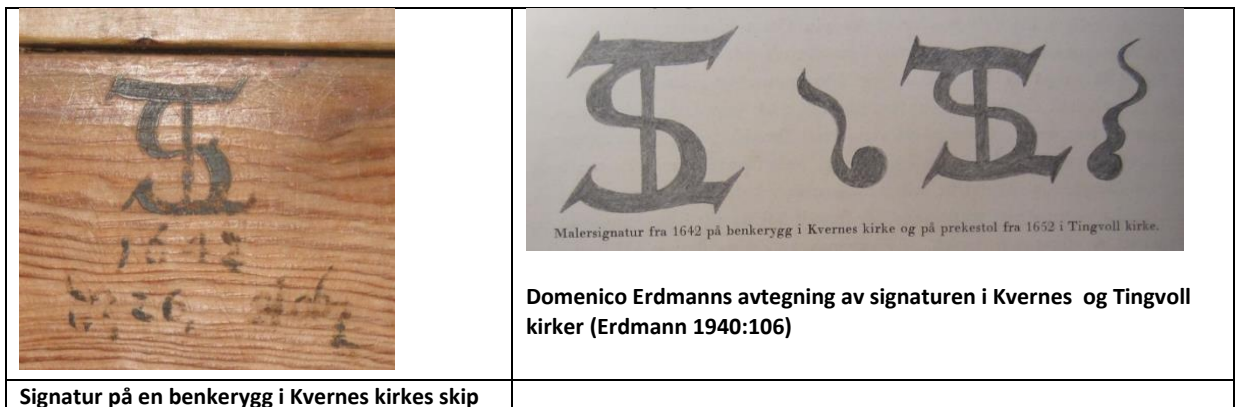 1642
Signatur på en benkerygg i Kvernes kirkes skip
Malersignatur fra 1642 på benkerygg i Kvernes kirke og på prekestol fra 1652 i Tingvoll kirke.
Domenico Erdmanns avtegning av signaturen i Kvernes og Tingvoll
kirker (Erdmann 1940:106)